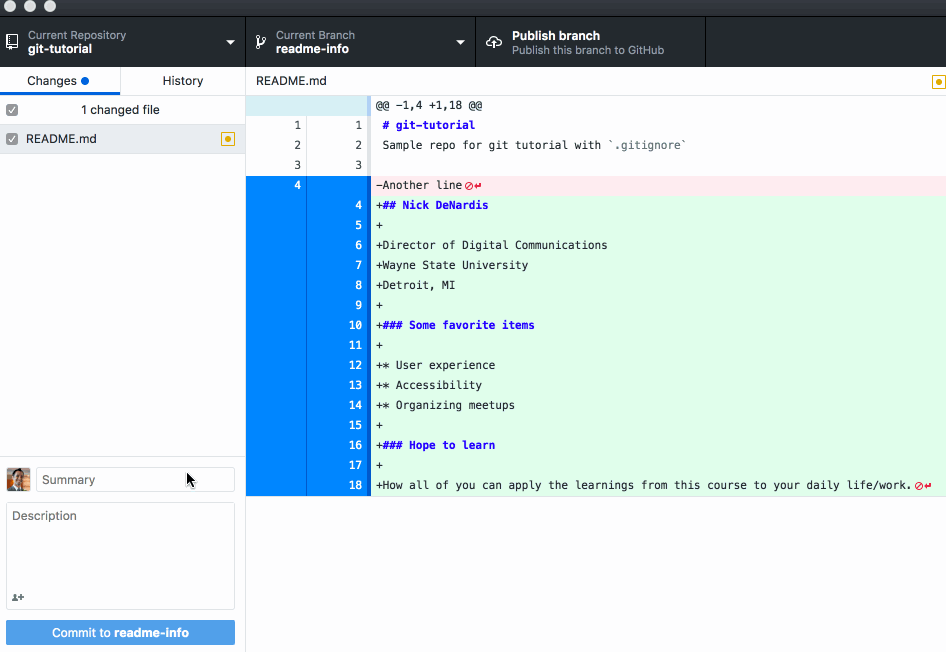 Current Repository
git-tutorial
Current Branch
readme-info
Publish branch
Publish this branch to GitHub
Changes
History
README.md
1 changed file
README.md
@@ -1,4 +1,18 @@
1 1 # git-tutorial
2 2 Sample repo for git tutorial with `.gitignore`
3 3
4 -Another line
4 +## Nick DeNardis
5 +
6 +Director of Digital Communications
7 +Wayne State University
8 +Detroit, MI
9 +
10 +### Some favorite items
11 +
12 +* User experience
13 +* Accessibility
14 +* Organizing meetups
15 +
16 +### Hope to learn
17 +
18 +How all of you can apply the learnings from this course to your daily life/work.
Summary
Description
Commit to readme-info